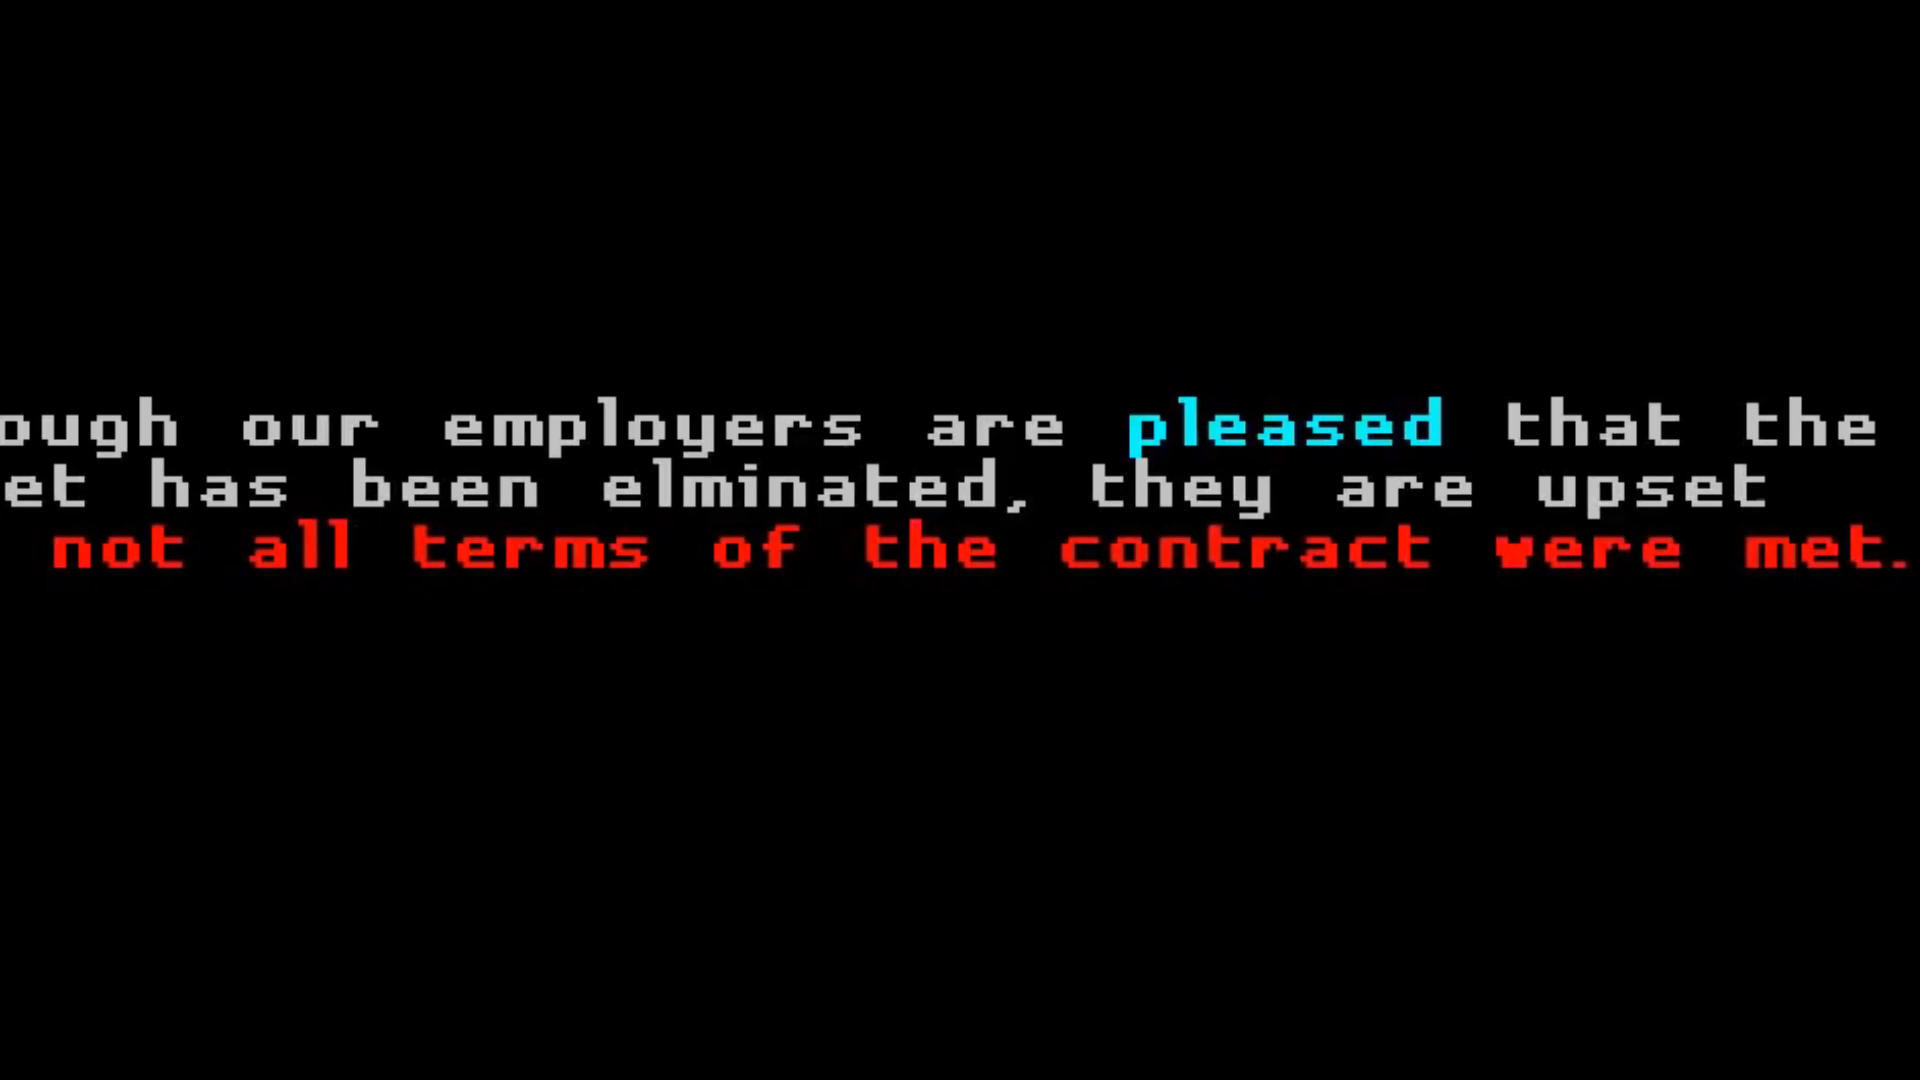 ough our employers are pleased that the
et has been elminated, they are upset
not all terms of the contract were met.